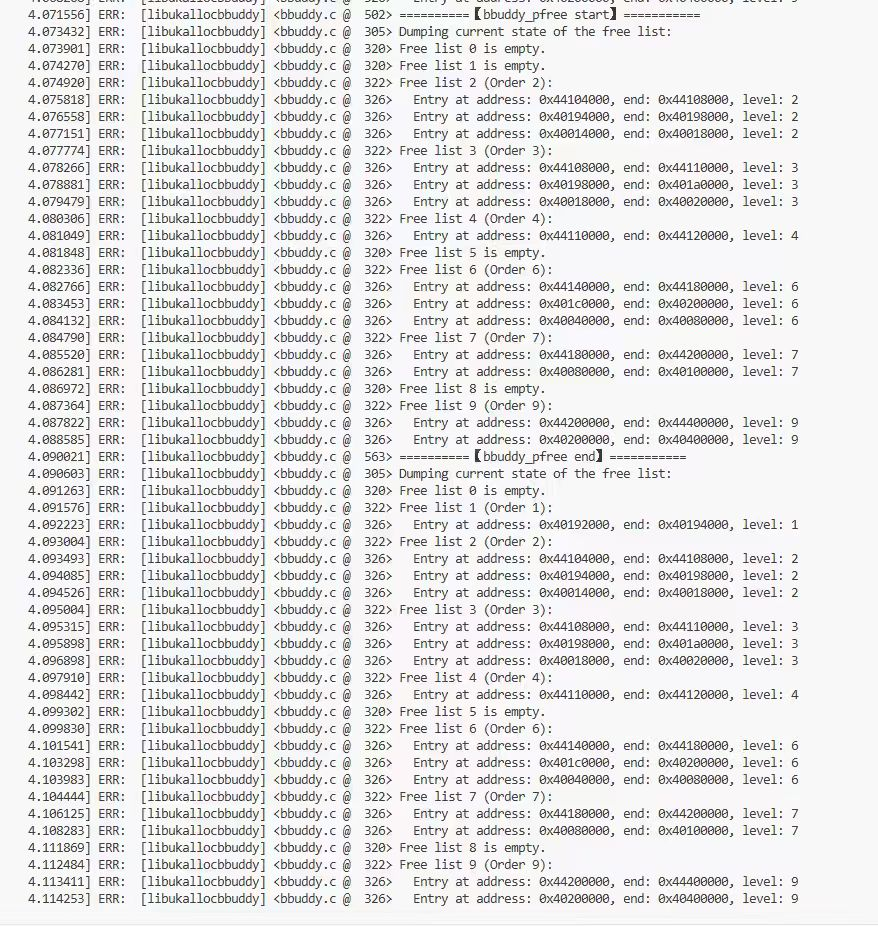 4.071556] ERR:  [libukallocbbuddy] <bbuddy.c @  502> ==========【bbuddy_pfree start】===========
4.073432] ERR:  [libukallocbbuddy] <bbuddy.c @  305> Dumping current state of the free list:
4.073901] ERR:  [libukallocbbuddy] <bbuddy.c @  320> Free list 0 is empty.
4.074270] ERR:  [libukallocbbuddy] <bbuddy.c @  320> Free list 1 is empty.
4.074920] ERR:  [libukallocbbuddy] <bbuddy.c @  322> Free list 2 (Order 2):
4.075818] ERR:  [libukallocbbuddy] <bbuddy.c @  326>   Entry at address: 0x44104000, end: 0x44108000, level: 2
4.076558] ERR:  [libukallocbbuddy] <bbuddy.c @  326>   Entry at address: 0x40194000, end: 0x40198000, level: 2
4.077151] ERR:  [libukallocbbuddy] <bbuddy.c @  326>   Entry at address: 0x40014000, end: 0x40018000, level: 2
4.077774] ERR:  [libukallocbbuddy] <bbuddy.c @  322> Free list 3 (Order 3):
4.078266] ERR:  [libukallocbbuddy] <bbuddy.c @  326>   Entry at address: 0x44108000, end: 0x44110000, level: 3
4.078881] ERR:  [libukallocbbuddy] <bbuddy.c @  326>   Entry at address: 0x40198000, end: 0x401a0000, level: 3
4.079479] ERR:  [libukallocbbuddy] <bbuddy.c @  326>   Entry at address: 0x40018000, end: 0x40020000, level: 3
4.080306] ERR:  [libukallocbbuddy] <bbuddy.c @  322> Free list 4 (Order 4):
4.081049] ERR:  [libukallocbbuddy] <bbuddy.c @  326>   Entry at address: 0x44110000, end: 0x44120000, level: 4
4.081848] ERR:  [libukallocbbuddy] <bbuddy.c @  320> Free list 5 is empty.
4.082336] ERR:  [libukallocbbuddy] <bbuddy.c @  322> Free list 6 (Order 6):
4.082766] ERR:  [libukallocbbuddy] <bbuddy.c @  326>   Entry at address: 0x44140000, end: 0x44180000, level: 6
4.083453] ERR:  [libukallocbbuddy] <bbuddy.c @  326>   Entry at address: 0x401c0000, end: 0x40200000, level: 6
4.084132] ERR:  [libukallocbbuddy] <bbuddy.c @  326>   Entry at address: 0x40040000, end: 0x40080000, level: 6
4.084790] ERR:  [libukallocbbuddy] <bbuddy.c @  322> Free list 7 (Order 7):
4.085520] ERR:  [libukallocbbuddy] <bbuddy.c @  326>   Entry at address: 0x44180000, end: 0x44200000, level: 7
4.086281] ERR:  [libukallocbbuddy] <bbuddy.c @  326>   Entry at address: 0x40080000, end: 0x40100000, level: 7
4.086972] ERR:  [libukallocbbuddy] <bbuddy.c @  320> Free list 8 is empty.
4.087364] ERR:  [libukallocbbuddy] <bbuddy.c @  322> Free list 9 (Order 9):
4.087822] ERR:  [libukallocbbuddy] <bbuddy.c @  326>   Entry at address: 0x44200000, end: 0x44400000, level: 9
4.088585] ERR:  [libukallocbbuddy] <bbuddy.c @  326>   Entry at address: 0x40200000, end: 0x40400000, level: 9
4.090021] ERR:  [libukallocbbuddy] <bbuddy.c @  563> ==========【bbuddy_pfree end】===========
4.090603] ERR:  [libukallocbbuddy] <bbuddy.c @  305> Dumping current state of the free list:
4.091263] ERR:  [libukallocbbuddy] <bbuddy.c @  320> Free list 0 is empty.
4.091576] ERR:  [libukallocbbuddy] <bbuddy.c @  322> Free list 1 (Order 1):
4.092223] ERR:  [libukallocbbuddy] <bbuddy.c @  326>   Entry at address: 0x40192000, end: 0x40194000, level: 1
4.093004] ERR:  [libukallocbbuddy] <bbuddy.c @  322> Free list 2 (Order 2):
4.093493] ERR:  [libukallocbbuddy] <bbuddy.c @  326>   Entry at address: 0x44104000, end: 0x44108000, level: 2
4.094085] ERR:  [libukallocbbuddy] <bbuddy.c @  326>   Entry at address: 0x40194000, end: 0x40198000, level: 2
4.094526] ERR:  [libukallocbbuddy] <bbuddy.c @  326>   Entry at address: 0x40014000, end: 0x40018000, level: 2
4.095004] ERR:  [libukallocbbuddy] <bbuddy.c @  322> Free list 3 (Order 3):
4.095315] ERR:  [libukallocbbuddy] <bbuddy.c @  326>   Entry at address: 0x44108000, end: 0x44110000, level: 3
4.095898] ERR:  [libukallocbbuddy] <bbuddy.c @  326>   Entry at address: 0x40198000, end: 0x401a0000, level: 3
4.096898] ERR:  [libukallocbbuddy] <bbuddy.c @  326>   Entry at address: 0x40018000, end: 0x40020000, level: 3
4.097910] ERR:  [libukallocbbuddy] <bbuddy.c @  322> Free list 4 (Order 4):
4.098442] ERR:  [libukallocbbuddy] <bbuddy.c @  326>   Entry at address: 0x44110000, end: 0x44120000, level: 4
4.099302] ERR:  [libukallocbbuddy] <bbuddy.c @  320> Free list 5 is empty.
4.099830] ERR:  [libukallocbbuddy] <bbuddy.c @  322> Free list 6 (Order 6):
4.101541] ERR:  [libukallocbbuddy] <bbuddy.c @  326>   Entry at address: 0x44140000, end: 0x44180000, level: 6
4.103298] ERR:  [libukallocbbuddy] <bbuddy.c @  326>   Entry at address: 0x401c0000, end: 0x40200000, level: 6
4.103983] ERR:  [libukallocbbuddy] <bbuddy.c @  326>   Entry at address: 0x40040000, end: 0x40080000, level: 6
4.104444] ERR:  [libukallocbbuddy] <bbuddy.c @  322> Free list 7 (Order 7):
4.106125] ERR:  [libukallocbbuddy] <bbuddy.c @  326>   Entry at address: 0x44180000, end: 0x44200000, level: 7
4.108283] ERR:  [libukallocbbuddy] <bbuddy.c @  326>   Entry at address: 0x40080000, end: 0x40100000, level: 7
4.111869] ERR:  [libukallocbbuddy] <bbuddy.c @  320> Free list 8 is empty.
4.112484] ERR:  [libukallocbbuddy] <bbuddy.c @  322> Free list 9 (Order 9):
4.113411] ERR:  [libukallocbbuddy] <bbuddy.c @  326>   Entry at address: 0x44200000, end: 0x44400000, level: 9
4.114253] ERR:  [libukallocbbuddy] <bbuddy.c @  326>   Entry at address: 0x40200000, end: 0x40400000, level: 9